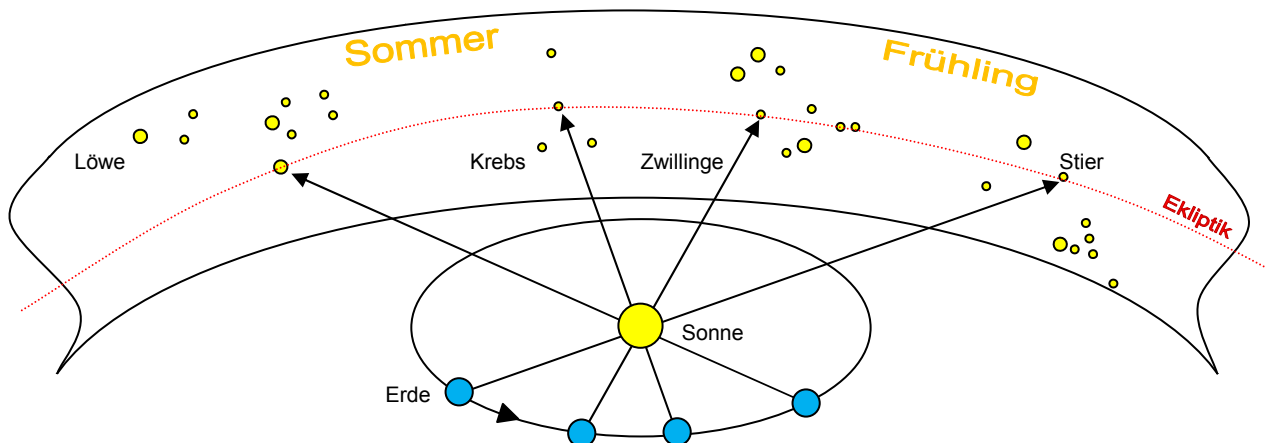 Sommer
Frühling
Löwe
Krebs
Zwillinge
Stier
Ekliptik
Sonne
Erde